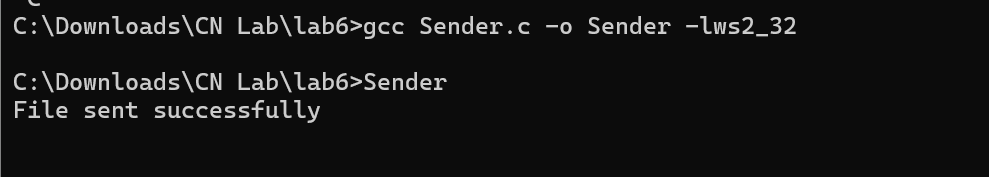 C:\Downloads\CN Lab\lab6>gcc Sender.c -o Sender -lws2_32
C:\Downloads\CN Lab\lab6>Sender
File sent successfully